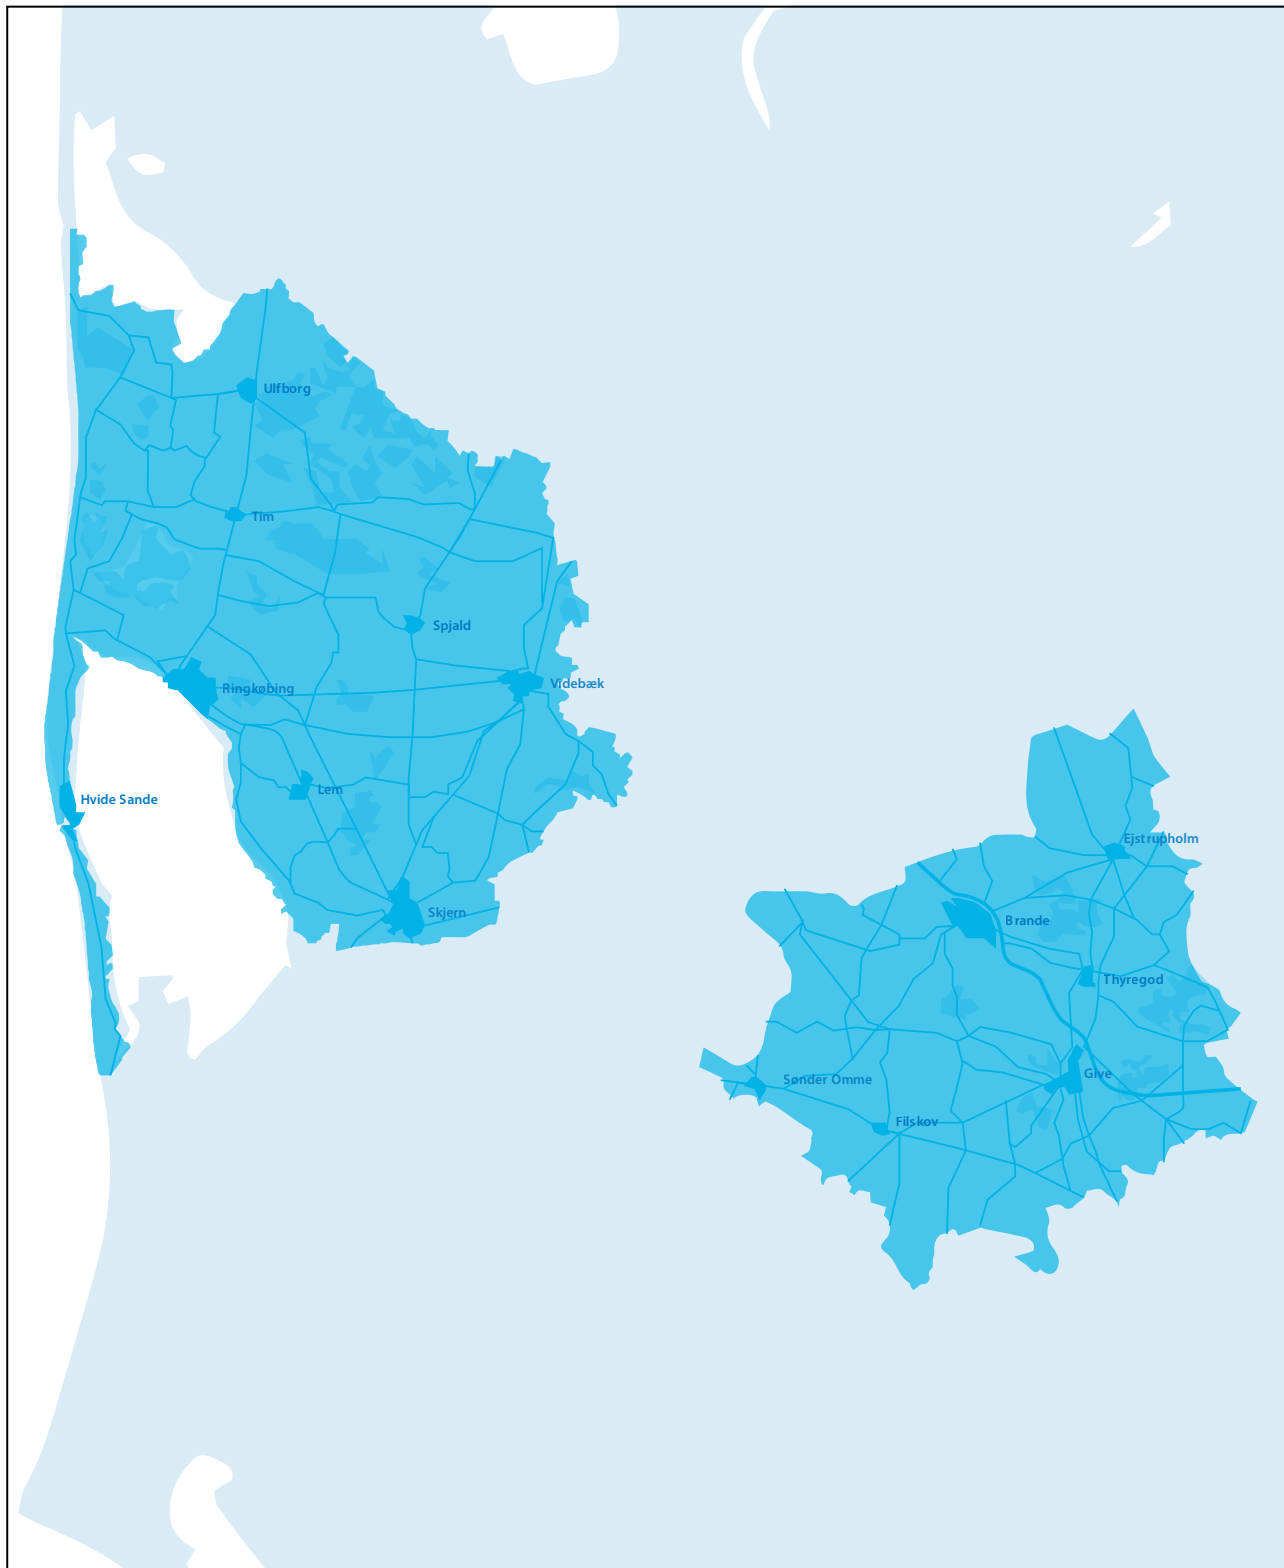 Ulfborg
Tim
Spjald
Videbæk
Ringkøbing
Lem
Hvide Sande
Skjern
Ejstrupholm
Brande
Thyregod
Give
Sønder Omme
Filskov